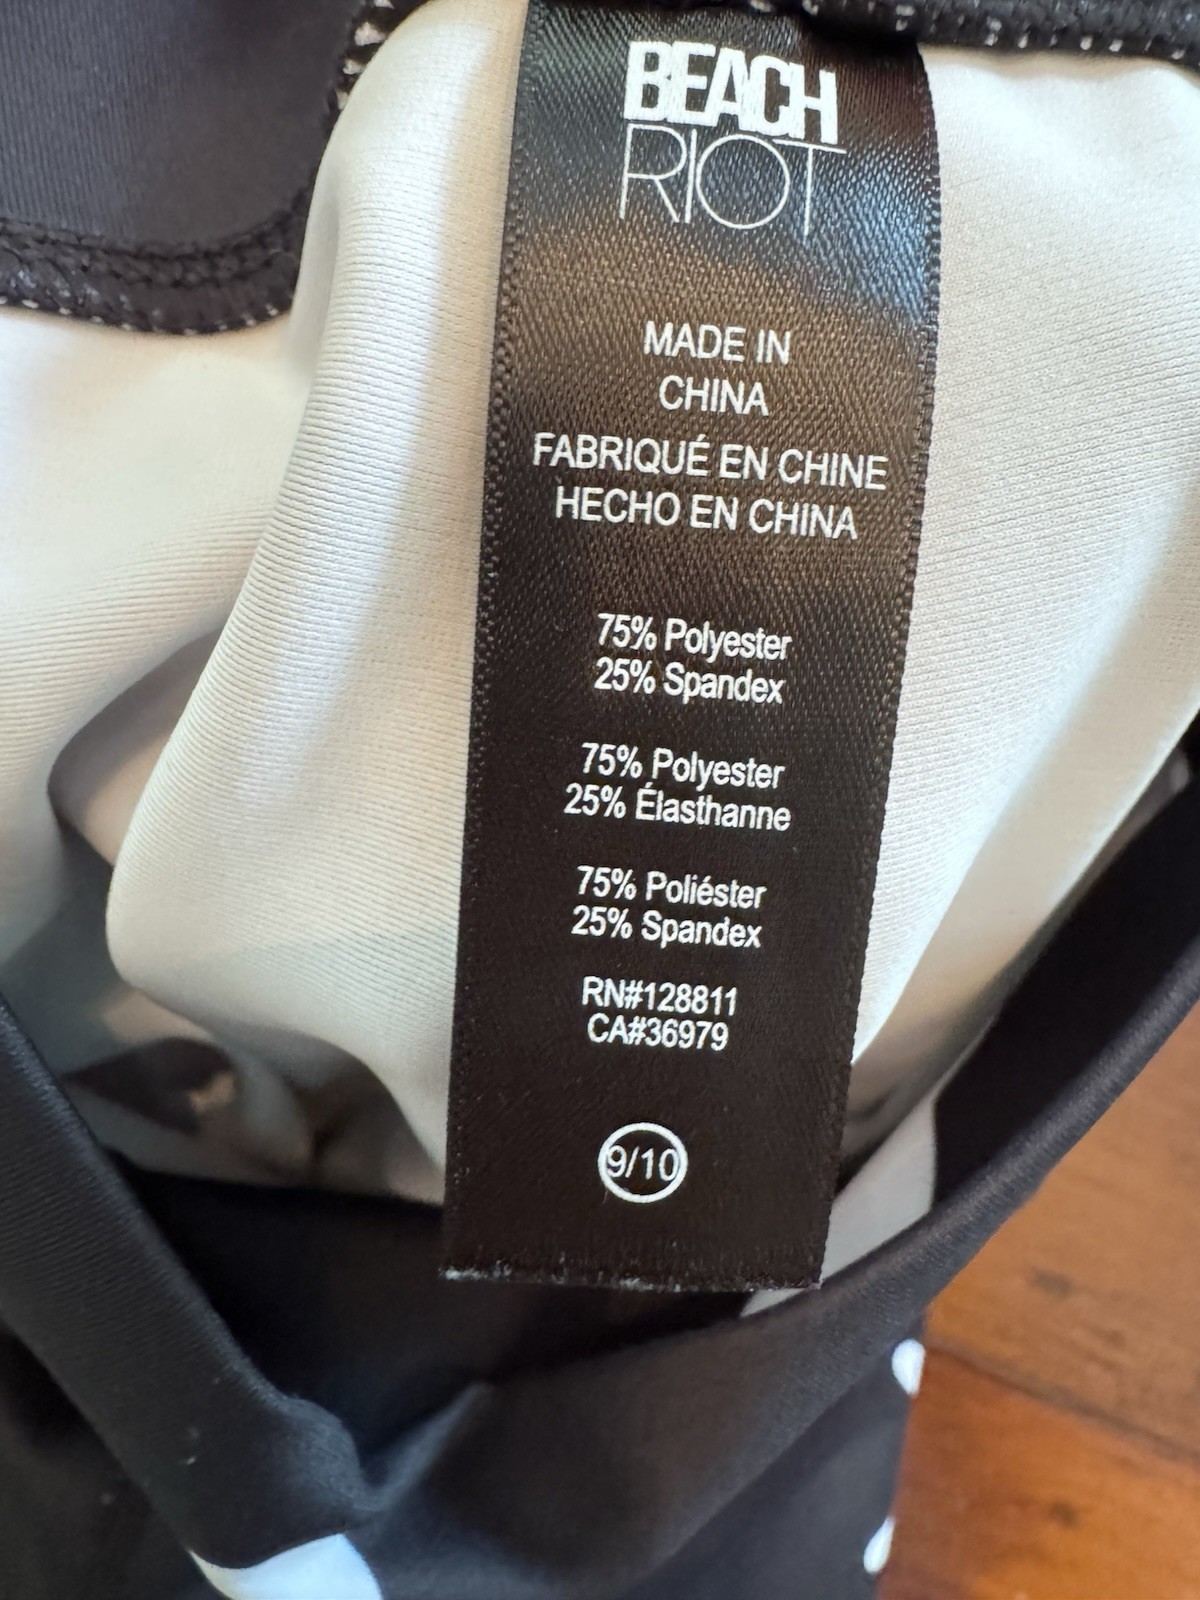 BEACH
RIOT
MADE IN
CHINA
FABRIQUÉ EN CHINE
HECHO EN CHINA
75% Polyester
25% Spandex
75% Polyester
25% Élasthanne
75% Poliéster
25% Spandex
RN#128811
CA#36979
9/10